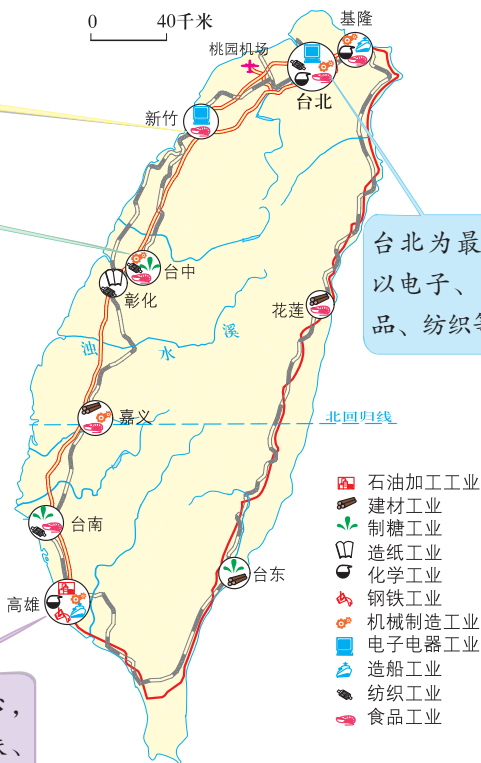 0 40千米
基隆
桃园机场
台北
新竹
台中
彰化
台北为最
以电子、
品、纺织等
花莲
浊水溪
嘉义
北回归线
台南
台东
高雄
石油加工工业
建材工业
制糖工业
造纸工业
化学工业
钢铁工业
机械制造工业
电子电器工业
造船工业
纺织工业
食品工业